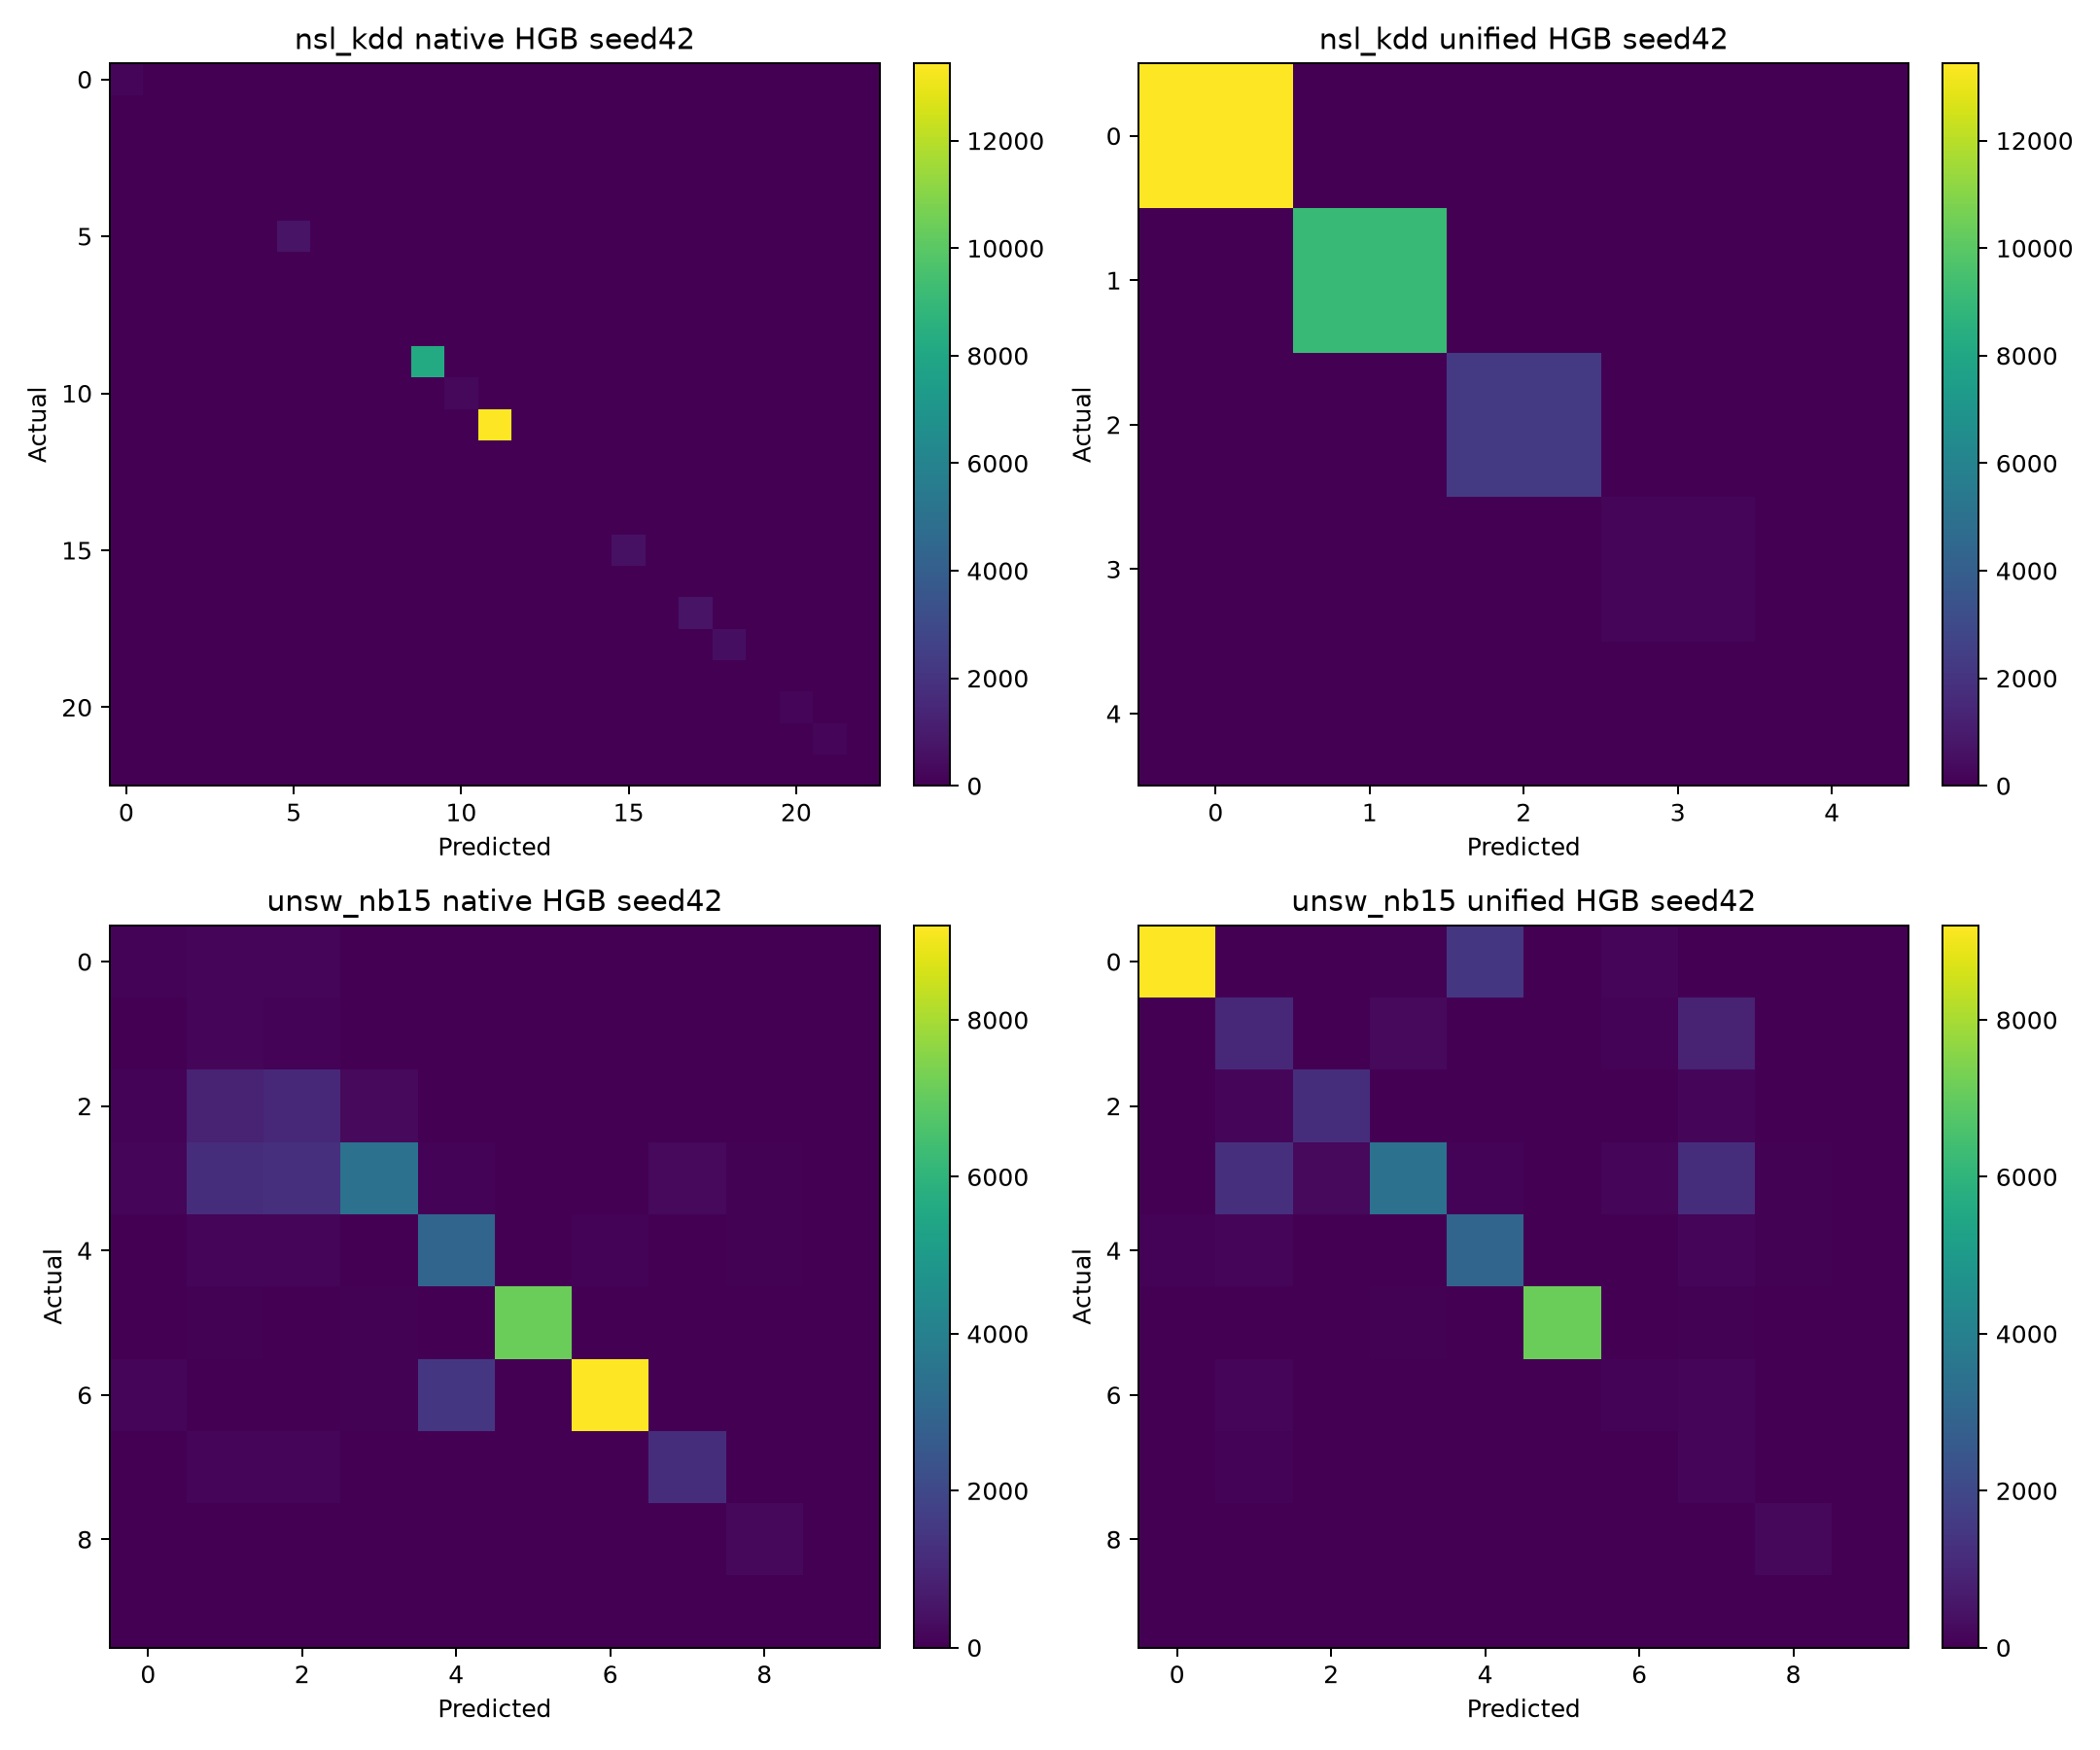 nsl_kdd native HGB seed42
0
5
10
15
20
Actual
0 5 10 15 20
Predicted
12000
10000
8000
6000
4000
2000
0
nsl_kdd unified HGB seed42
0
1
2
3
4
Actual
0 1 2 3 4
Predicted
12000
10000
8000
6000
4000
2000
0
unsw_nb15 native HGB seed42
0
2
4
6
8
Actual
0 2 4 6 8
Predicted
8000
6000
4000
2000
0
unsw_nb15 unified HGB seed42
0
2
4
6
8
Actual
0 2 4 6 8
Predicted
8000
6000
4000
2000
0